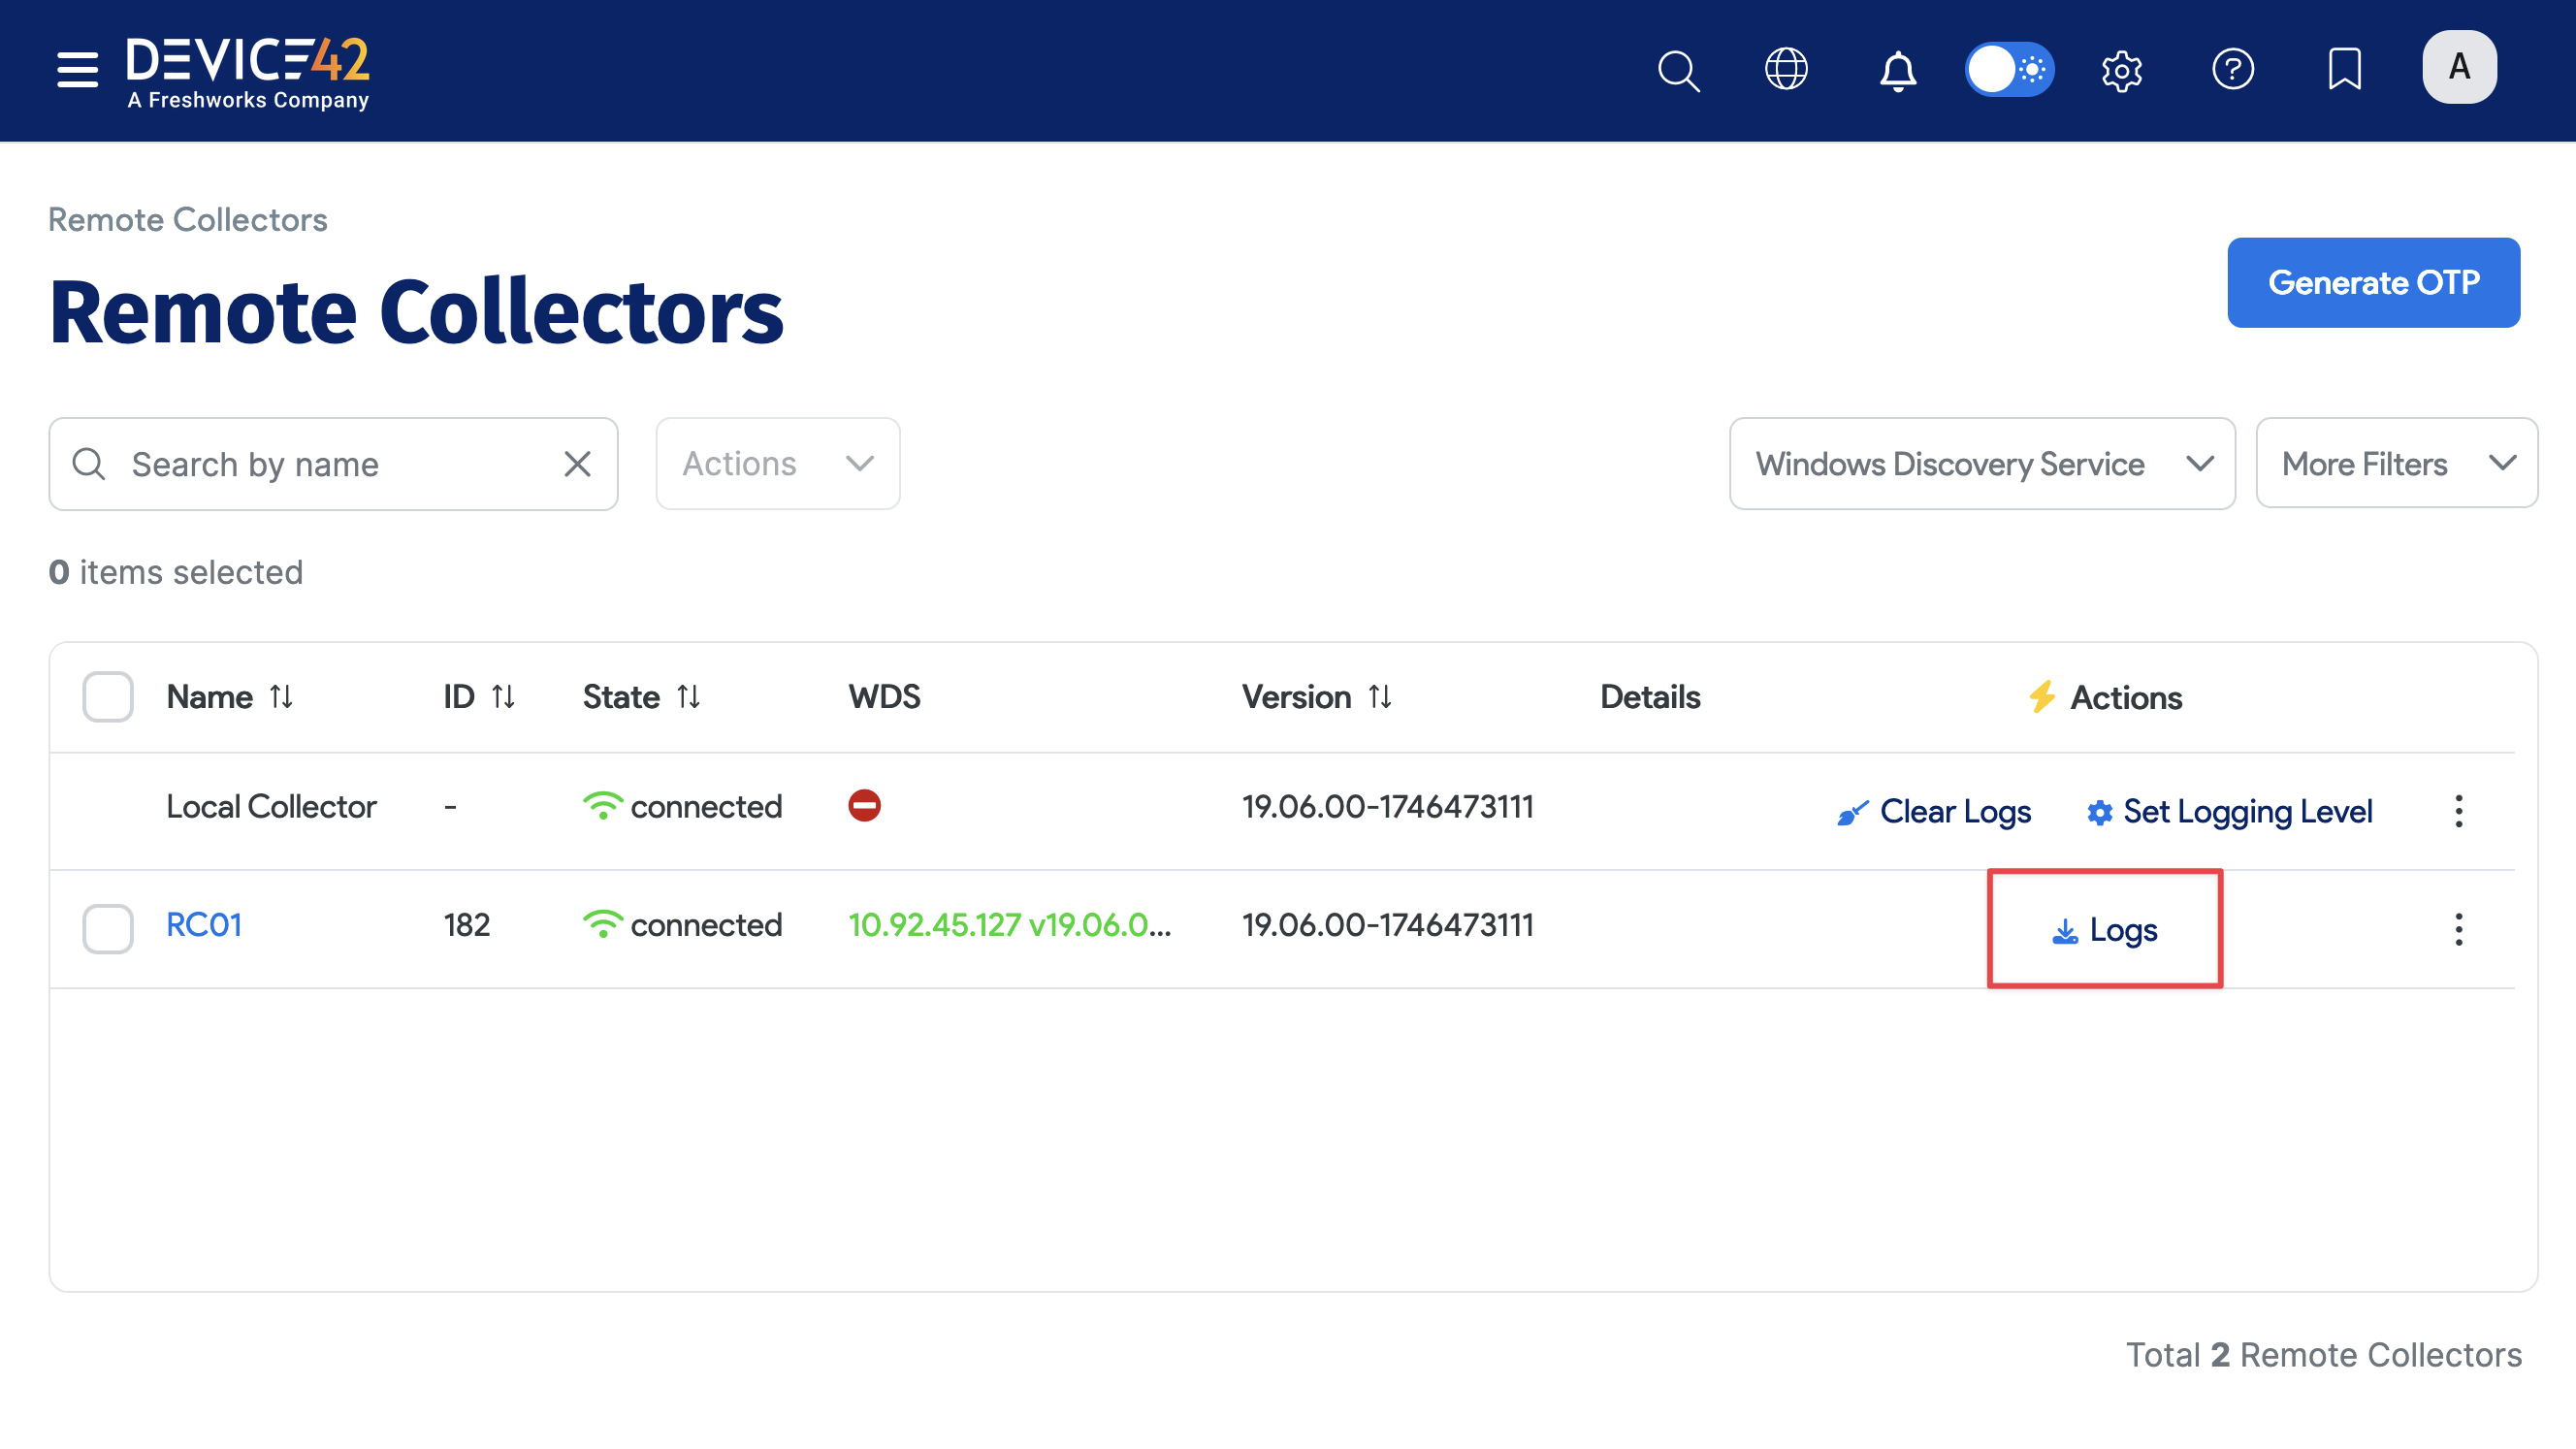 DEVICE42
A Freshworks Company
A
Remote Collectors
Remote Collectors
Generate OTP
Search by name
Actions
Windows Discovery Service
More Filters
0 items selected
Name ID State WDS Version Details Actions
Local Collector - connected 19.06.00-1746473111 Clear Logs Set Logging Level
RC01 182 connected 10.92.45.127 v19.06.0... 19.06.00-1746473111 Logs
Total 2 Remote Collectors